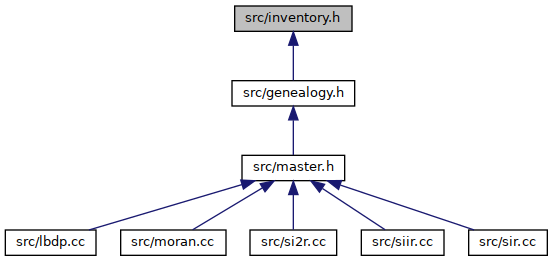 src/inventory.h
src/genealogy.h
src/master.h
src/lbdp.cc
src/moran.cc
src/si2r.cc
src/siir.cc
src/sir.cc